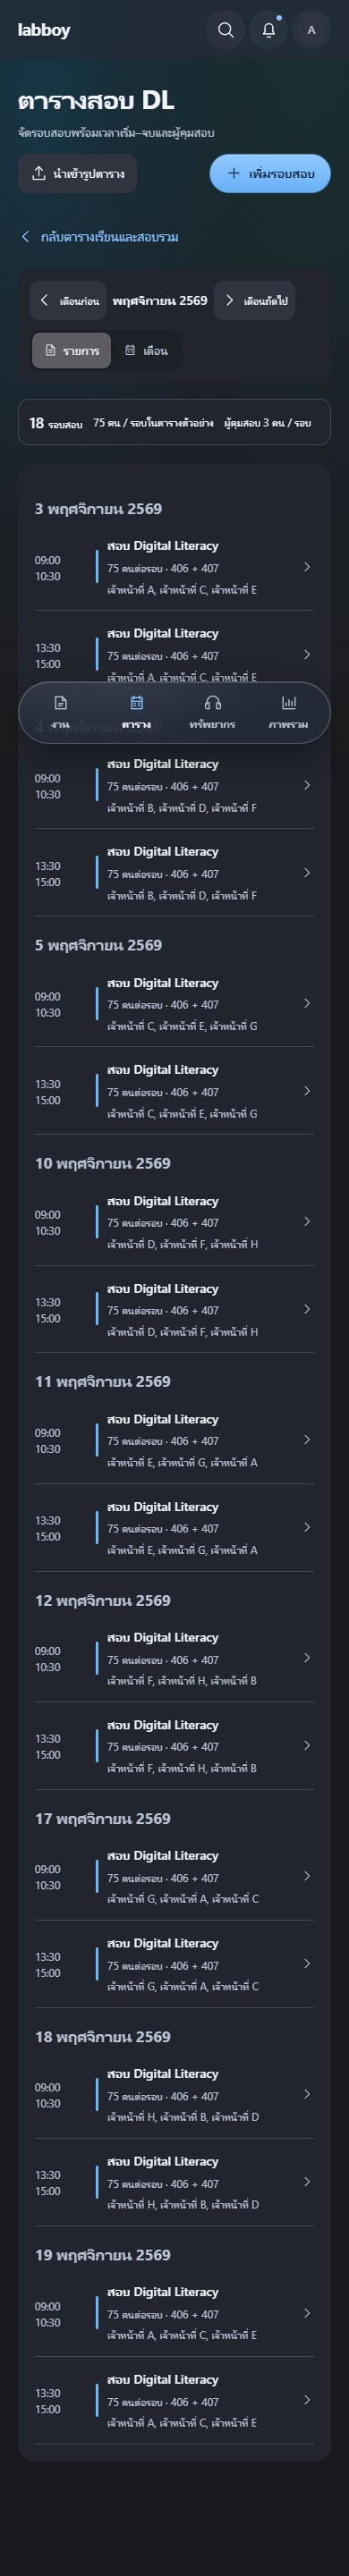 labboy
A
ตารางสอบ DL
จัดรอบสอบพร้อมเวลาเริ่ม–จบและผู้คุมสอบ
นำเข้ารูปตาราง
เพิ่มรอบสอบ
กลับตารางเรียนและสอบรวม
เดือนก่อน พฤศจิกายน 2569 เดือนถัดไป
รายการ เดือน
18 รอบสอบ 75 คน / รอบในตารางตัวอย่าง ผู้คุมสอบ 3 คน / รอบ
3 พฤศจิกายน 2569
สอบ Digital Literacy
09:00
10:30
75 คนต่อรอบ · 406 + 407
เจ้าหน้าที่ A, เจ้าหน้าที่ C, เจ้าหน้าที่ E
สอบ Digital Literacy
13:30
15:00
75 คนต่อรอบ · 406 + 407
เจ้าหน้าที่ A, เจ้าหน้าที่ C, เจ้าหน้าที่ E
4 พฤศจิกายน 2569
งาน ตาราง ทรัพยากร ภาพรวม
สอบ Digital Literacy
09:00
10:30
75 คนต่อรอบ · 406 + 407
เจ้าหน้าที่ B, เจ้าหน้าที่ D, เจ้าหน้าที่ F
สอบ Digital Literacy
13:30
15:00
75 คนต่อรอบ · 406 + 407
เจ้าหน้าที่ B, เจ้าหน้าที่ D, เจ้าหน้าที่ F
5 พฤศจิกายน 2569
สอบ Digital Literacy
09:00
10:30
75 คนต่อรอบ · 406 + 407
เจ้าหน้าที่ C, เจ้าหน้าที่ E, เจ้าหน้าที่ G
สอบ Digital Literacy
13:30
15:00
75 คนต่อรอบ · 406 + 407
เจ้าหน้าที่ C, เจ้าหน้าที่ E, เจ้าหน้าที่ G
10 พฤศจิกายน 2569
สอบ Digital Literacy
09:00
10:30
75 คนต่อรอบ · 406 + 407
เจ้าหน้าที่ D, เจ้าหน้าที่ F, เจ้าหน้าที่ H
สอบ Digital Literacy
13:30
15:00
75 คนต่อรอบ · 406 + 407
เจ้าหน้าที่ D, เจ้าหน้าที่ F, เจ้าหน้าที่ H
11 พฤศจิกายน 2569
สอบ Digital Literacy
09:00
10:30
75 คนต่อรอบ · 406 + 407
เจ้าหน้าที่ E, เจ้าหน้าที่ G, เจ้าหน้าที่ A
สอบ Digital Literacy
13:30
15:00
75 คนต่อรอบ · 406 + 407
เจ้าหน้าที่ E, เจ้าหน้าที่ G, เจ้าหน้าที่ A
12 พฤศจิกายน 2569
สอบ Digital Literacy
09:00
10:30
75 คนต่อรอบ · 406 + 407
เจ้าหน้าที่ F, เจ้าหน้าที่ H, เจ้าหน้าที่ B
สอบ Digital Literacy
13:30
15:00
75 คนต่อรอบ · 406 + 407
เจ้าหน้าที่ F, เจ้าหน้าที่ H, เจ้าหน้าที่ B
17 พฤศจิกายน 2569
สอบ Digital Literacy
09:00
10:30
75 คนต่อรอบ · 406 + 407
เจ้าหน้าที่ G, เจ้าหน้าที่ A, เจ้าหน้าที่ C
สอบ Digital Literacy
13:30
15:00
75 คนต่อรอบ · 406 + 407
เจ้าหน้าที่ G, เจ้าหน้าที่ A, เจ้าหน้าที่ C
18 พฤศจิกายน 2569
สอบ Digital Literacy
09:00
10:30
75 คนต่อรอบ · 406 + 407
เจ้าหน้าที่ H, เจ้าหน้าที่ B, เจ้าหน้าที่ D
สอบ Digital Literacy
13:30
15:00
75 คนต่อรอบ · 406 + 407
เจ้าหน้าที่ H, เจ้าหน้าที่ B, เจ้าหน้าที่ D
19 พฤศจิกายน 2569
สอบ Digital Literacy
09:00
10:30
75 คนต่อรอบ · 406 + 407
เจ้าหน้าที่ A, เจ้าหน้าที่ C, เจ้าหน้าที่ E
สอบ Digital Literacy
13:30
15:00
75 คนต่อรอบ · 406 + 407
เจ้าหน้าที่ A, เจ้าหน้าที่ C, เจ้าหน้าที่ E